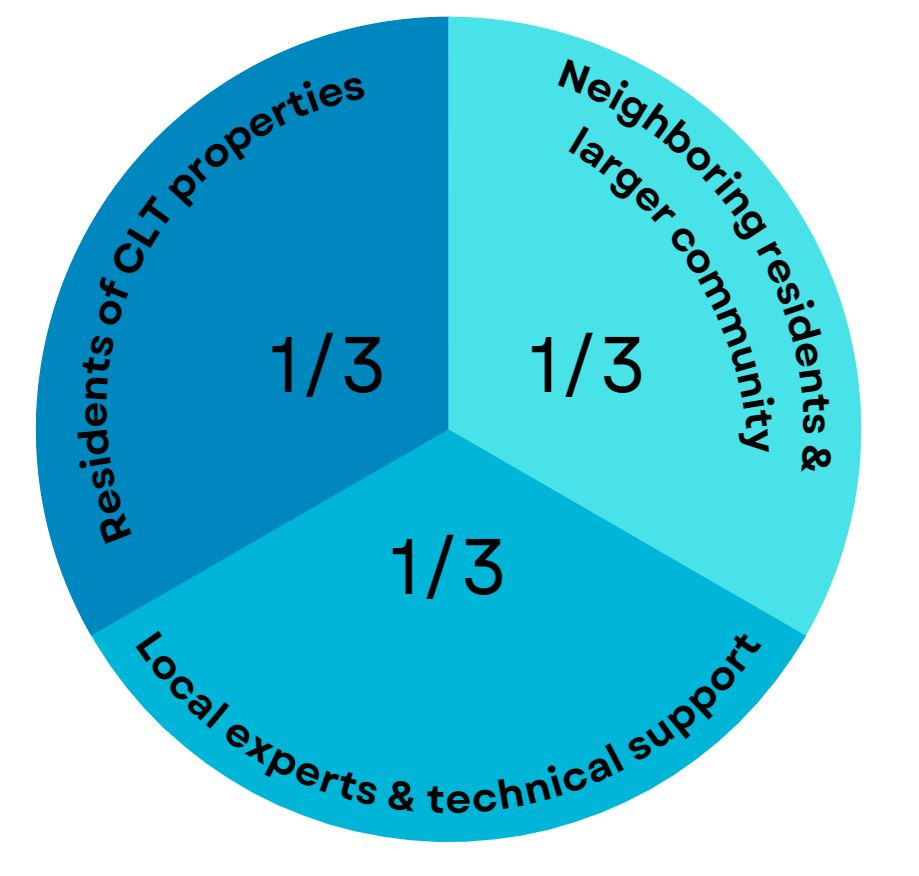 Residents of CLT properties
1/3
Neighboring residents &
larger community
1/3
Local experts & technical support
1/3